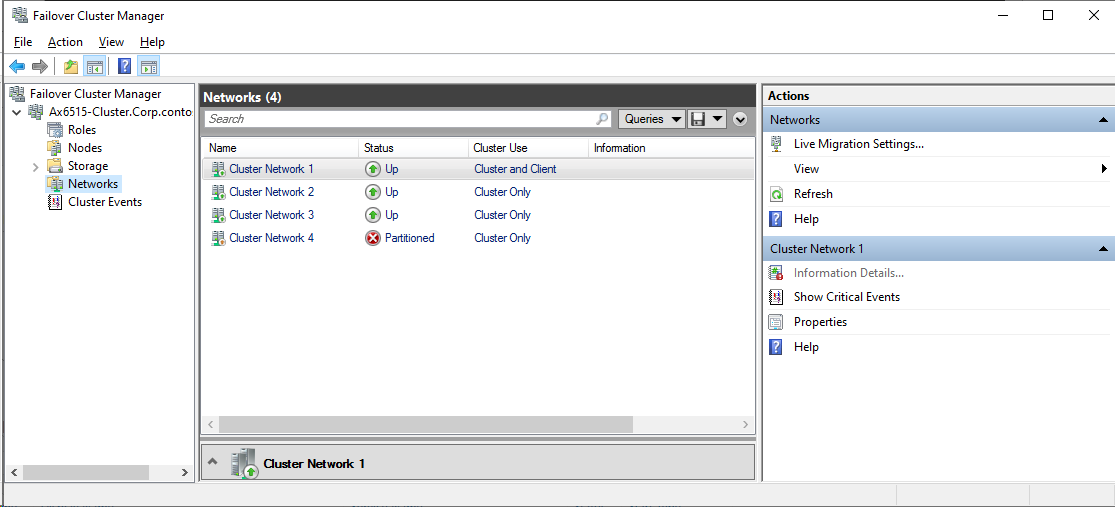 Failover Cluster Manager
File Action View Help
Failover Cluster Manager
Ax6515-Cluster.Corp.conto
Roles
Nodes
Storage
Networks
Cluster Events
Networks (4)
Search
Queries
Name Status Cluster Use Information
Cluster Network 1 Up Cluster and Client
Cluster Network 2 Up Cluster Only
Cluster Network 3 Up Cluster Only
Cluster Network 4 Partitioned Cluster Only
Cluster Network 1
Actions
Networks
Live Migration Settings...
View
Refresh
Help
Cluster Network 1
Information Details...
Show Critical Events
Properties
Help